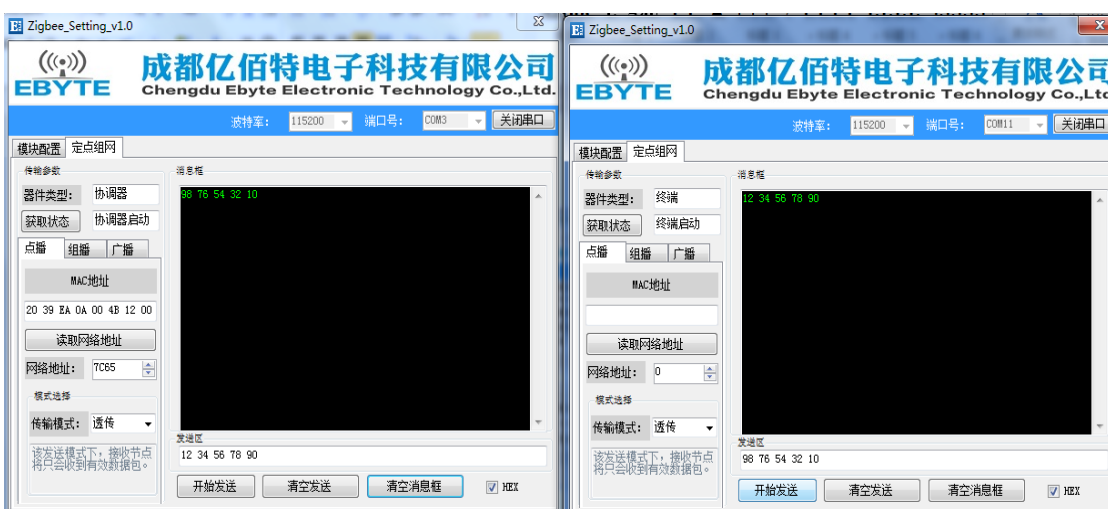 Zigbee_Setting_v1.0
EBYTE
成都亿佰特电子科技有限公司
Chengdu Ebyte Electronic Technology Co.,Ltd.
波特率: 115200 端口号: COM3 关闭串口
模块配置 定点组网
传输参数
器件类型: 协调器
获取状态 协调器启动
点播 组播 广播
MAC地址
20 39 EA 0A 00 4B 12 00
读取网络地址
网络地址: 7C65
模式选择
传输模式: 透传
该发送模式下，接收节点
将只会收到有效数据包。
消息框
98 76 54 32 10
发送区
12 34 56 78 90
开始发送 清空发送 清空消息框 HEX
Zigbee_Setting_v1.0
EBYTE
成都亿佰特电子科技有限公司
Chengdu Ebyte Electronic Technology Co.,Ltd
波特率: 115200 端口号: COM11 关闭串口
模块配置 定点组网
传输参数
器件类型: 终端
获取状态 终端启动
点播 组播 广播
MAC地址
读取网络地址
网络地址: 0
模式选择
传输模式: 透传
该发送模式下，接收节点
将只会收到有效数据包。
消息框
12 34 56 78 90
发送区
98 76 54 32 10
开始发送 清空发送 清空消息框 HEX